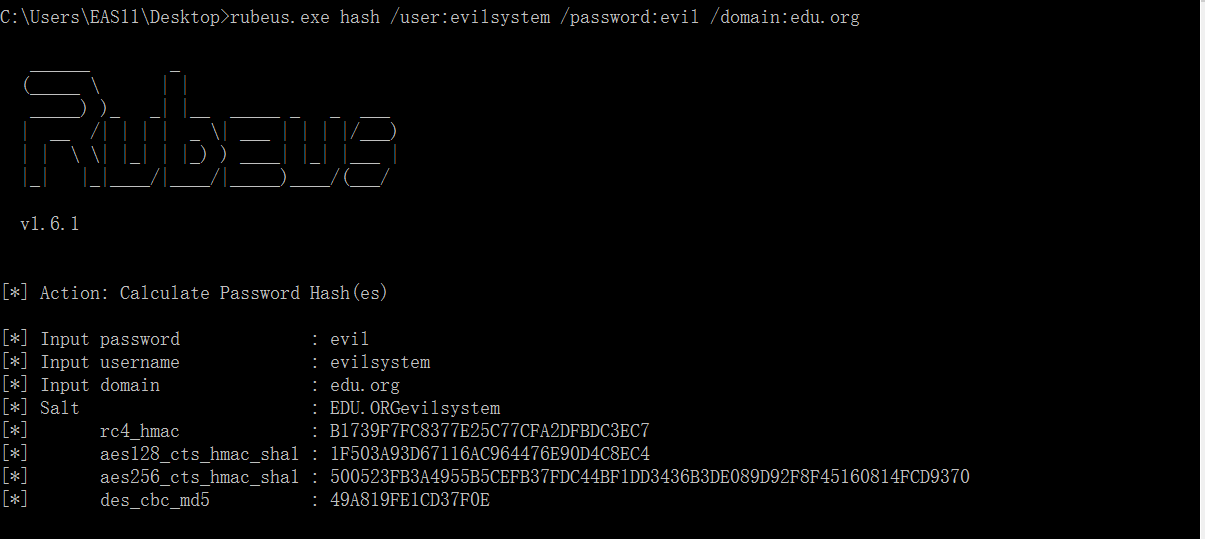 C:\Users\EAS11\Desktop>rubeus.exe hash /user:evilsystem /password:evil /domain:edu.org
Rubeus
v1.6.1
[*] Action: Calculate Password Hash(es)
[*] Input password : evil
[*] Input username : evilsystem
[*] Input domain : edu.org
[*] Salt : EDU.ORGevilsystem
[*] rc4_hmac : B1739F7FC8377E25C77CFA2DFBDC3EC7
[*] aes128_cts_hmac_sha1 : 1F503A93D67116AC964476E90D4C8EC4
[*] aes256_cts_hmac_sha1 : 500523FB3A4955B5CEFB37FDC44BF1DD3436B3DE089D92F8F45160814FCD9370
[*] des_cbc_md5 : 49A819FE1CD37F0E